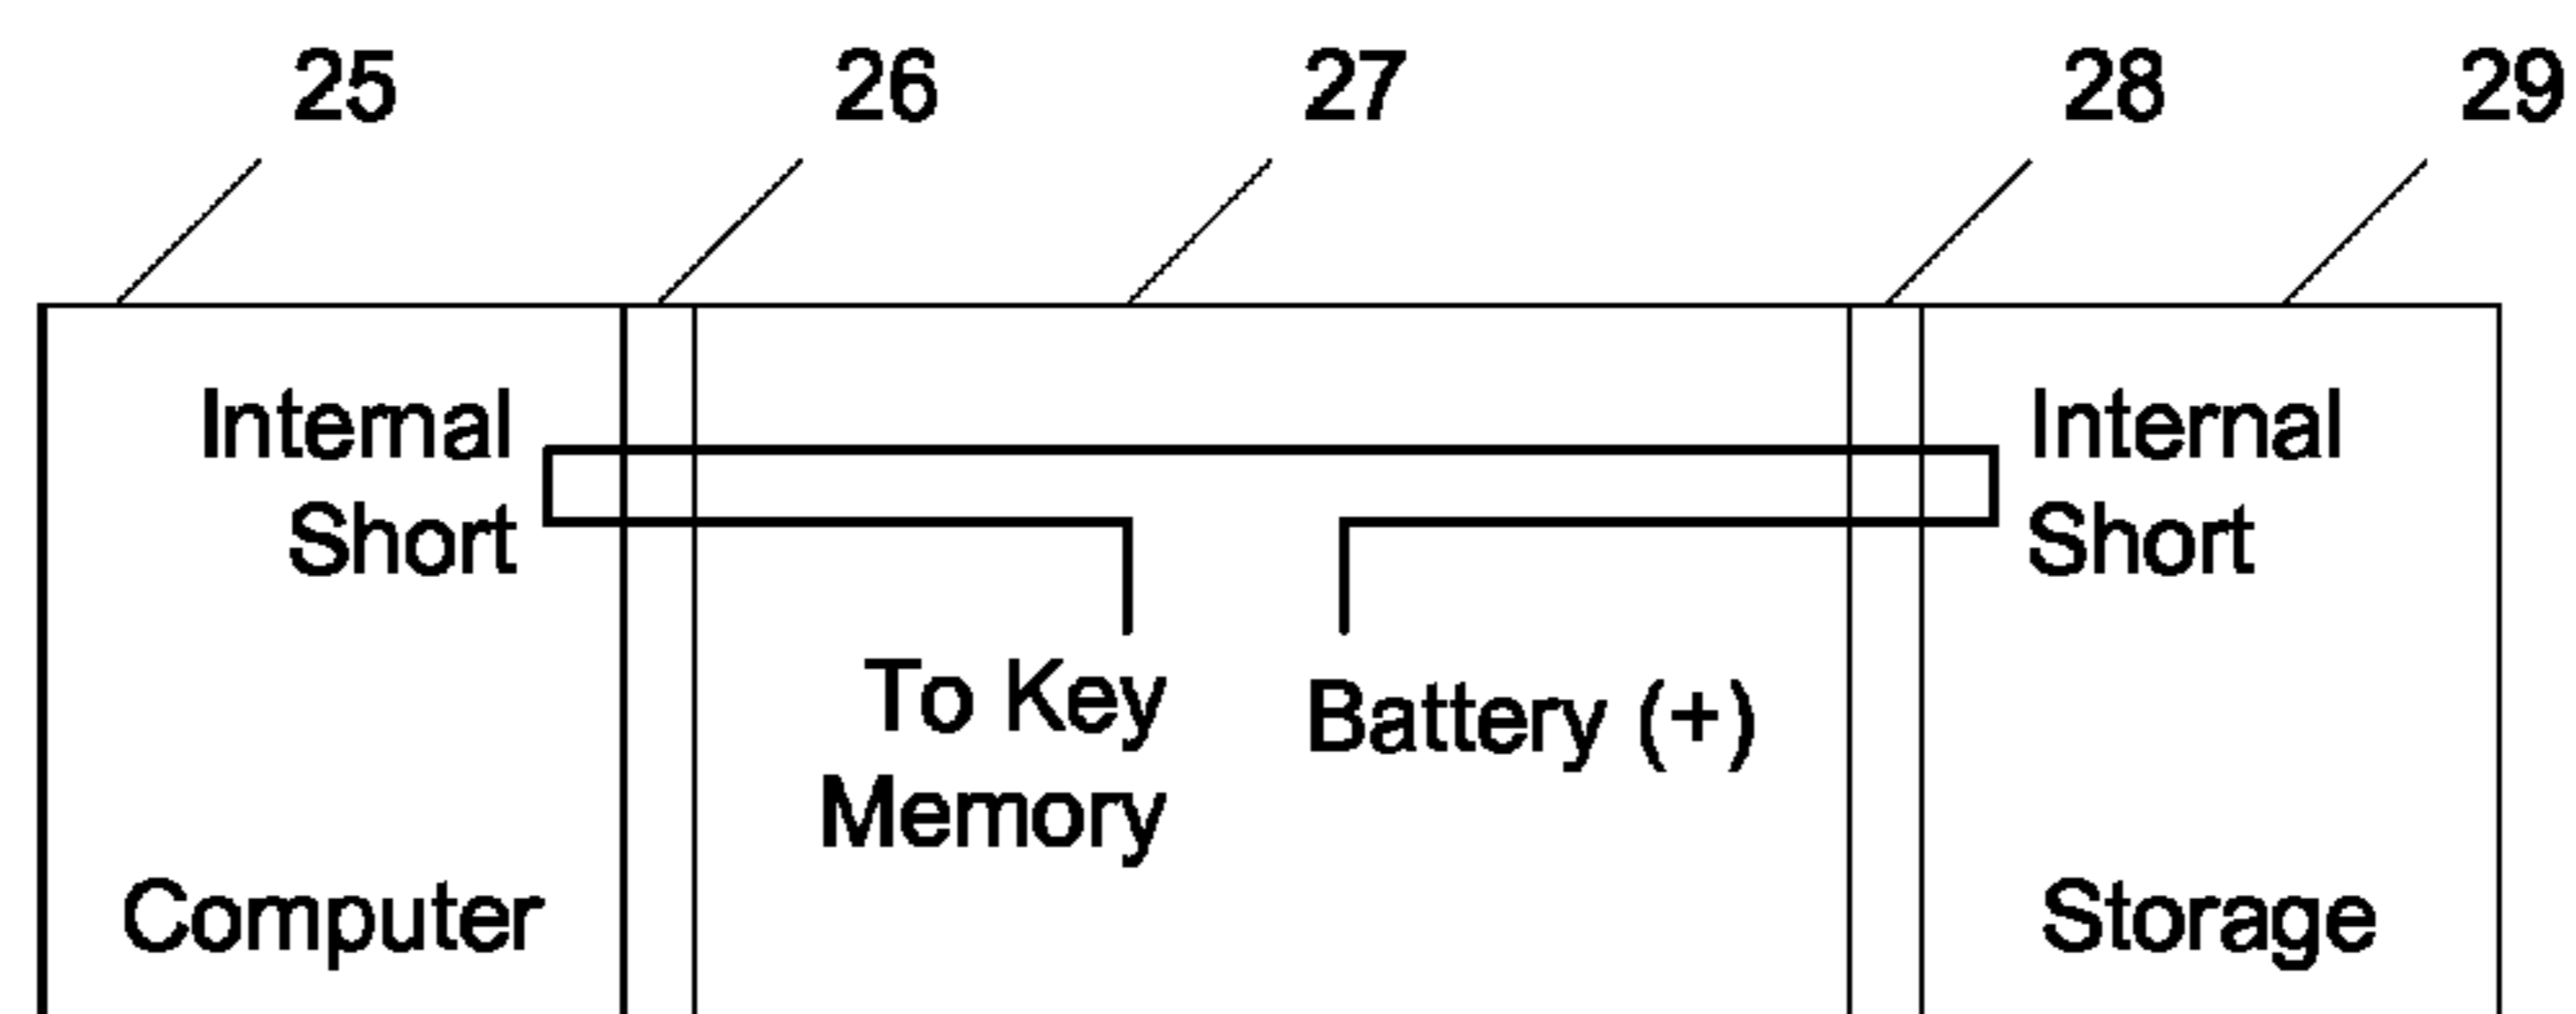 25 26 27 28 29
Internal
Short
Internal
Short
To Key
Memory
Battery (+)
Computer
Storage